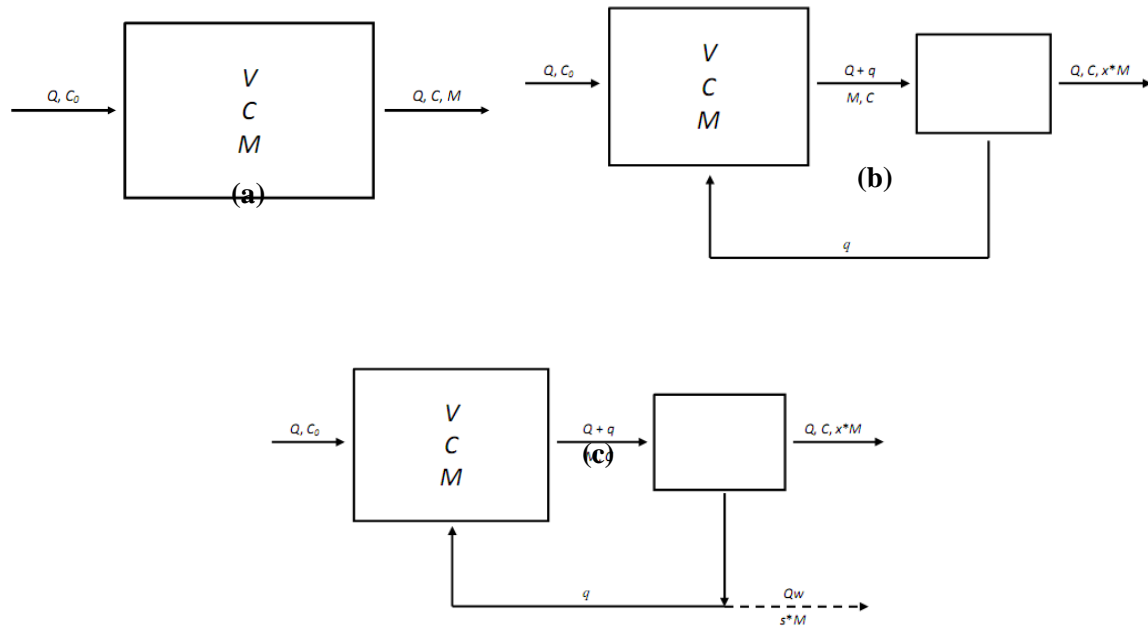 Q, C₀
V
C
M
Q, C, M
(a)
Q, C₀
V
C
M
Q + q
M, C
Q, C, x*M
(b)
q
Q, C₀
V
C
M
Q + q
(c)
Q, C, x*M
q
Qw
s*M